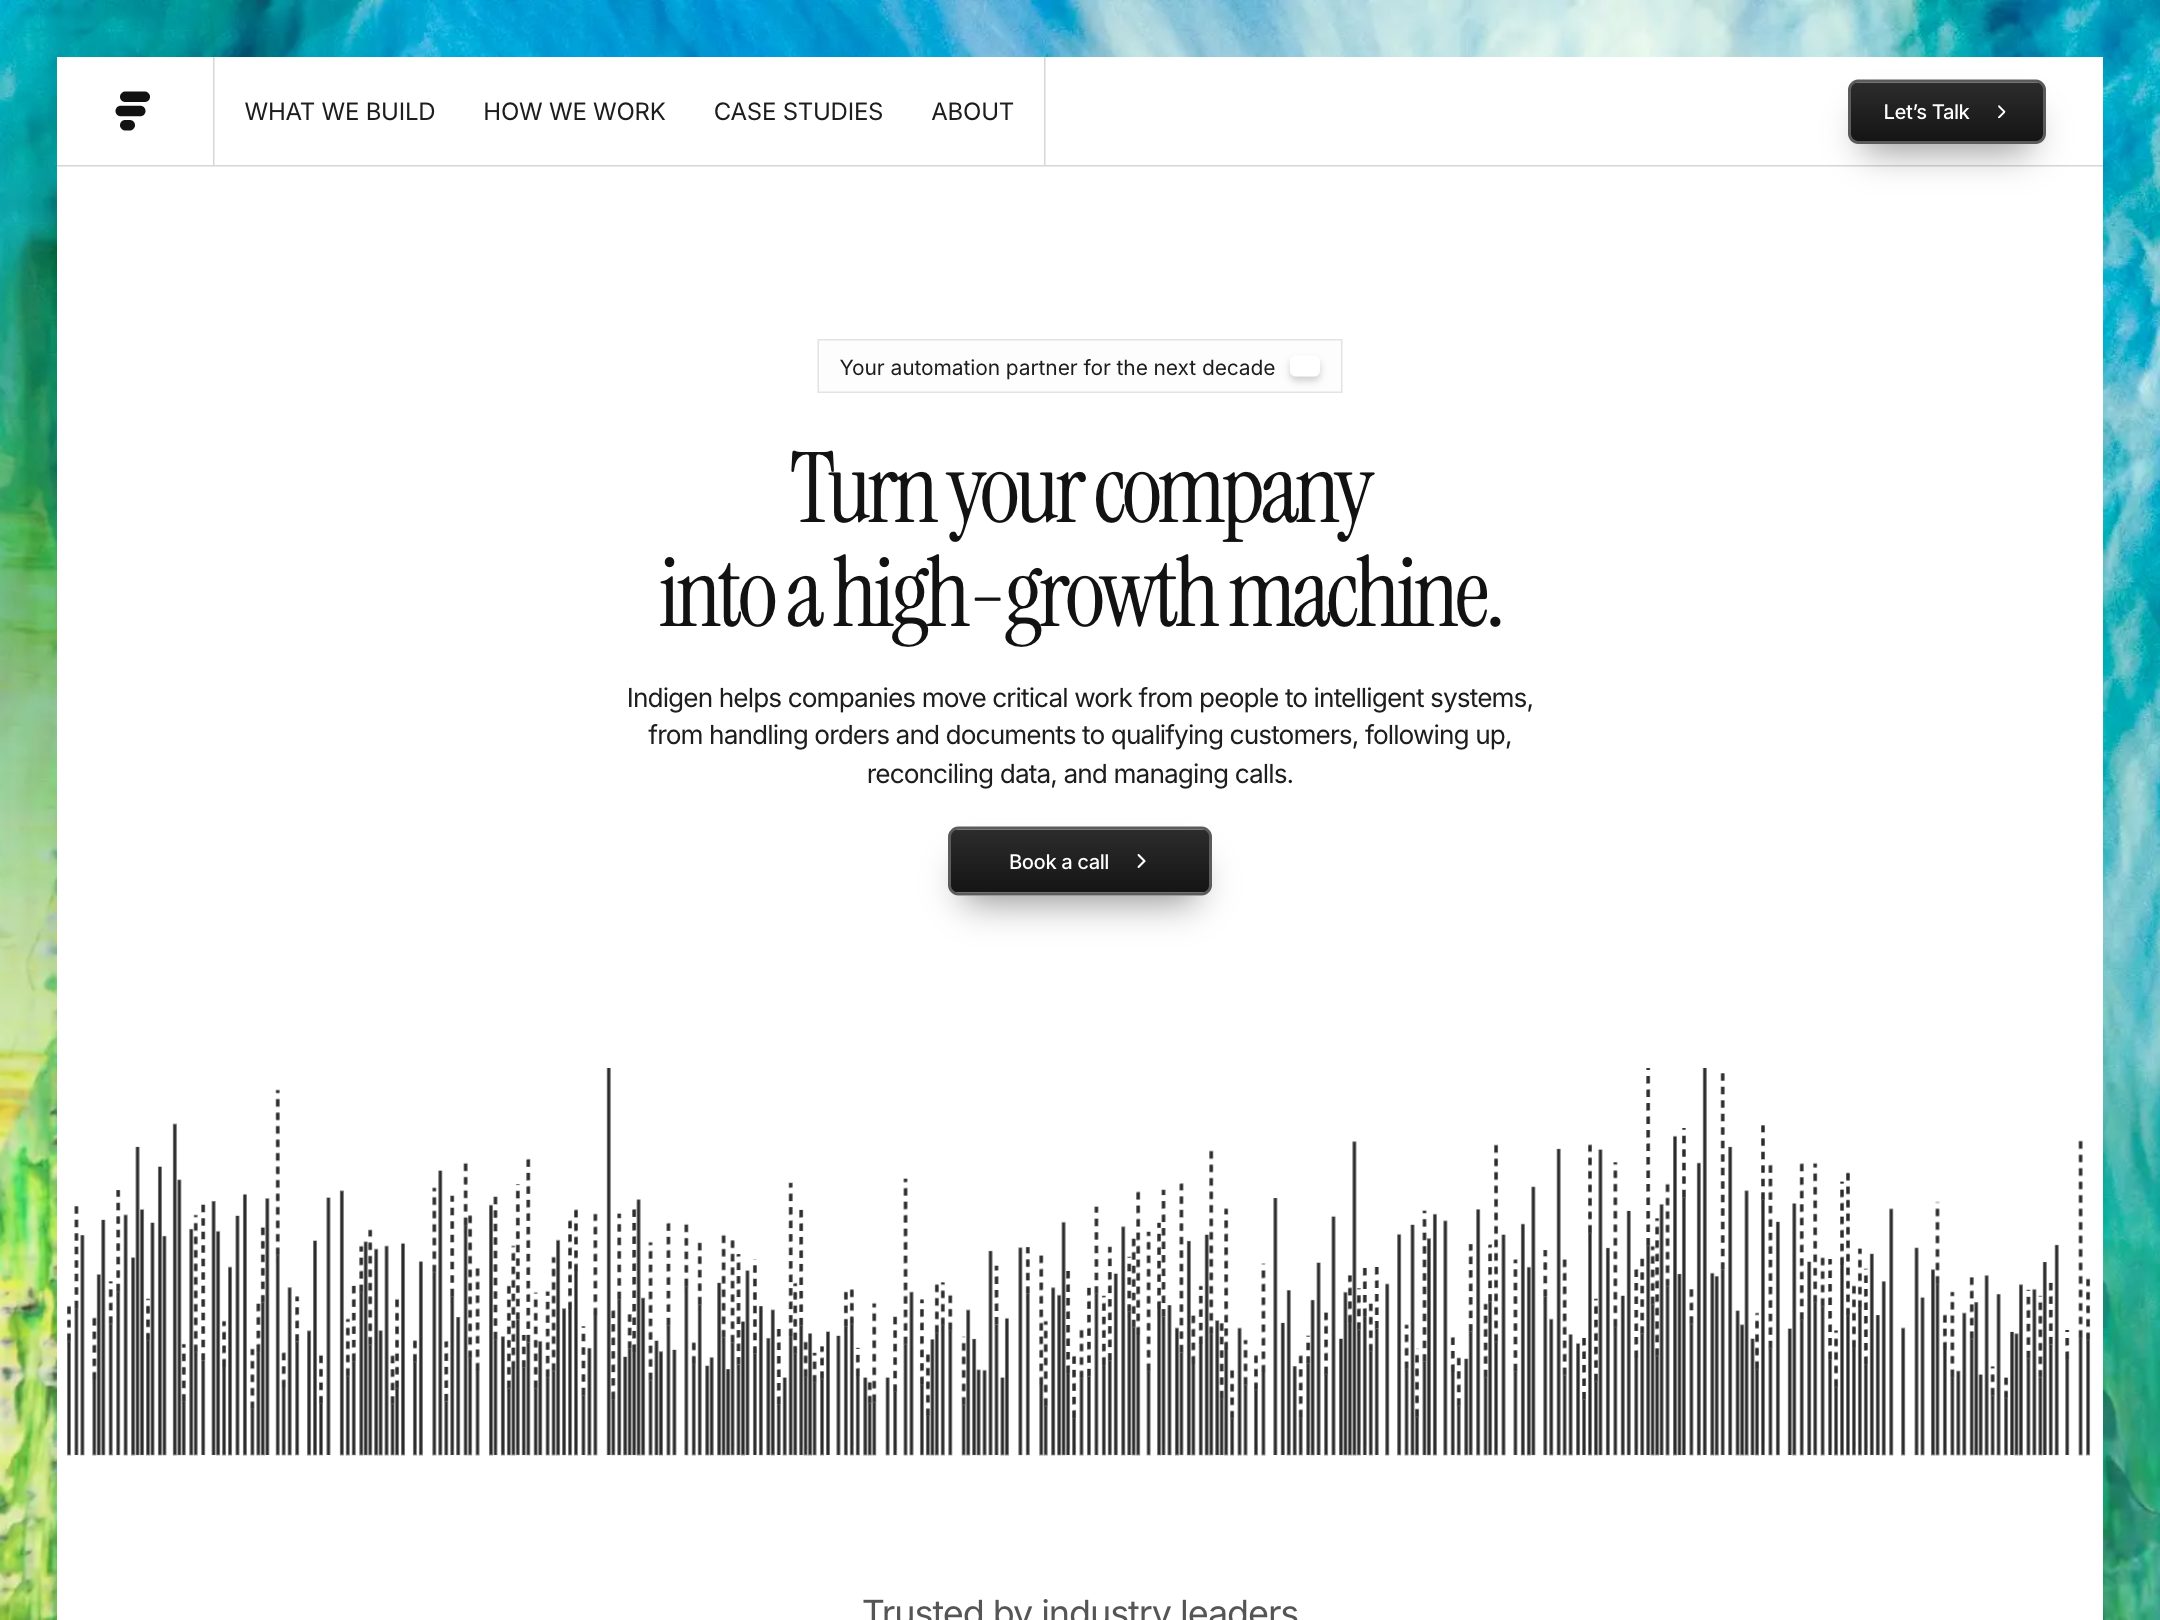 WHAT WE BUILD HOW WE WORK CASE STUDIES ABOUT Let’s Talk
Your automation partner for the next decade
Turn your company
into a high-growth machine.
Indigen helps companies move critical work from people to intelligent systems,
from handling orders and documents to qualifying customers, following up,
reconciling data, and managing calls.
Book a call
Trusted by industry leaders